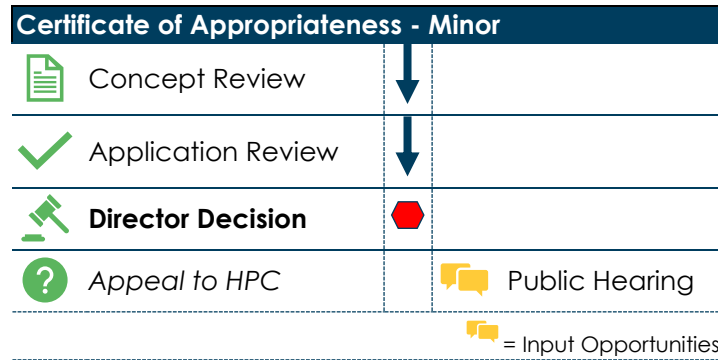 Certificate of Appropriateness - Minor
Concept Review
Application Review
Director Decision
? Appeal to HPC Public Hearing
= Input Opportunities